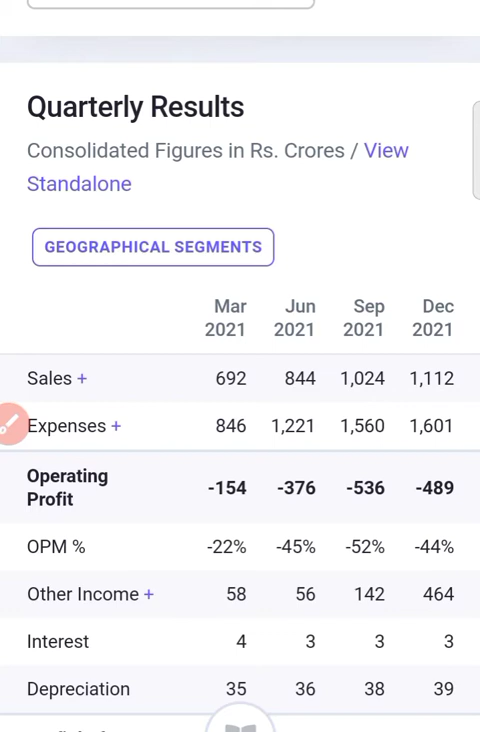 Quarterly Results
Consolidated Figures in Rs. Crores / View
Standalone
GEOGRAPHICAL SEGMENTS
Mar Jun Sep Dec
2021 2021 2021 2021
Sales + 692 844 1,024 1,112
Expenses + 846 1,221 1,560 1,601
Operating
Profit -154 -376 -536 -489
OPM % -22% -45% -52% -44%
Other Income + 58 56 142 464
Interest 4 3 3 3
Depreciation 35 36 38 39